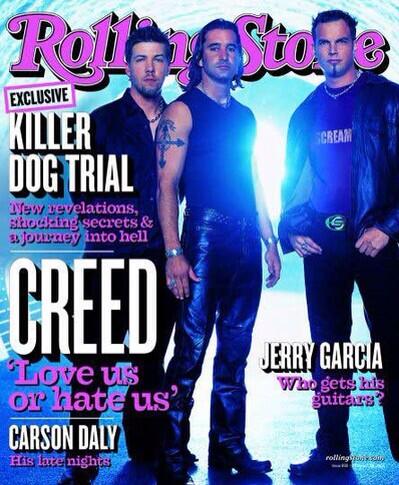 Rolling Stone
EXCLUSIVE
KILLER
DOG TRIAL
New revelations,
shocking secrets &
a journey into hell
CREED
'Love us
or hate us'
CARSON DALY
His late nights
SCREAM
JERRY GARCIA
Who gets his
guitars?
rollingstone.com